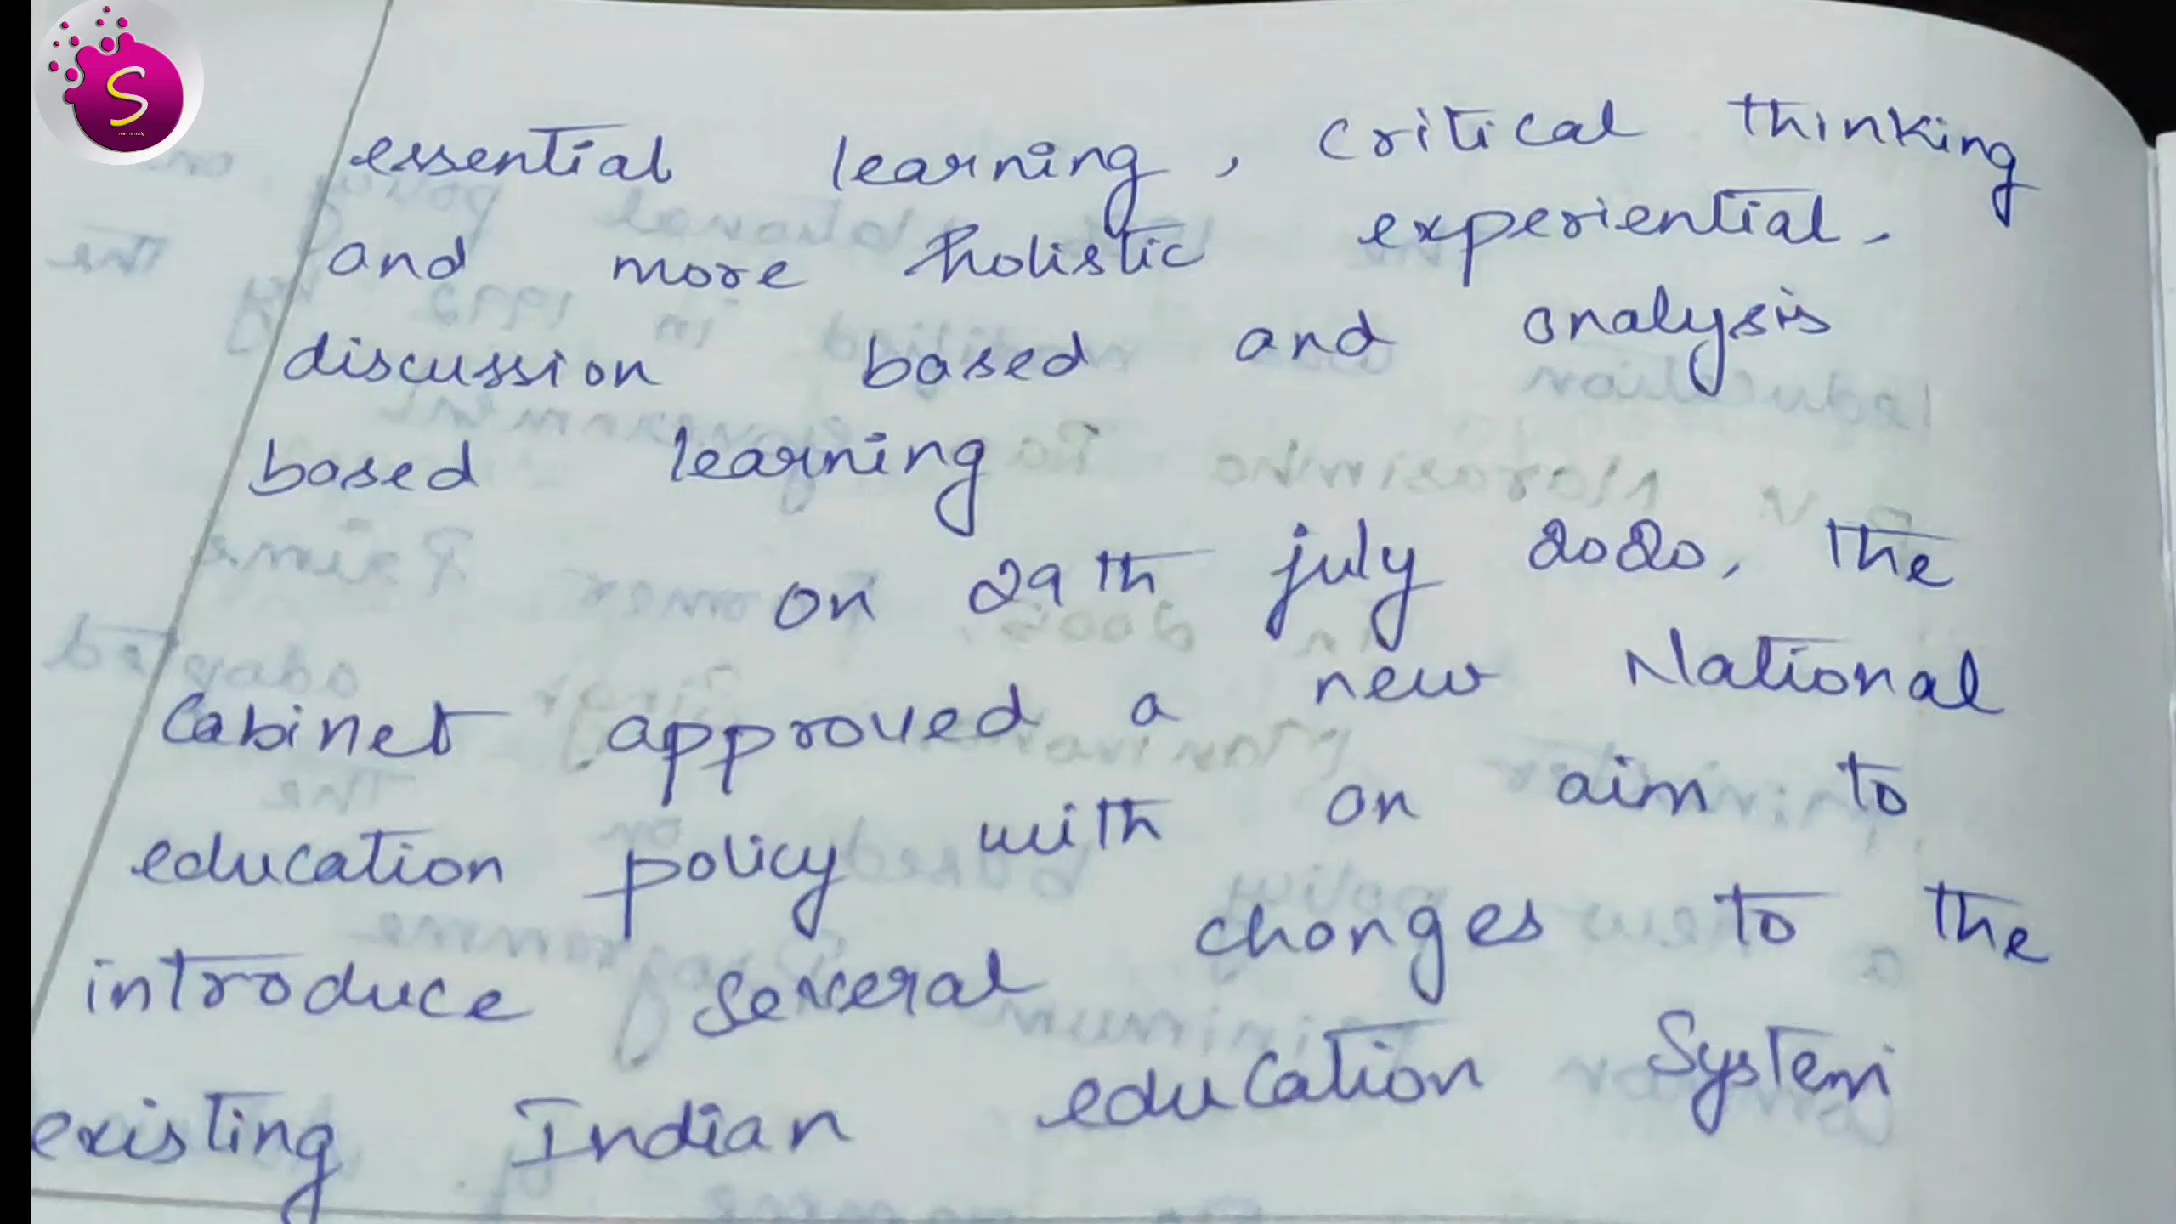 S
essential learning, critical thinking
and more holistic experiential,
discussion based and analysis
based learning
on 29th july 2020, the
Cabinet approved a new National
education policy with an aim to
introduce several changes to the
existing Indian education System